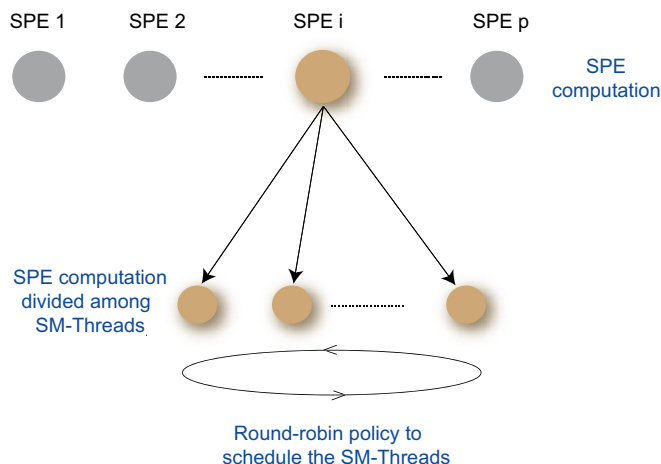 SPE 1
SPE 2
SPE i
SPE p
SPE
computation
SPE computation
divided among
SM-Threads
Round-robin policy to
schedule the SM-Threads